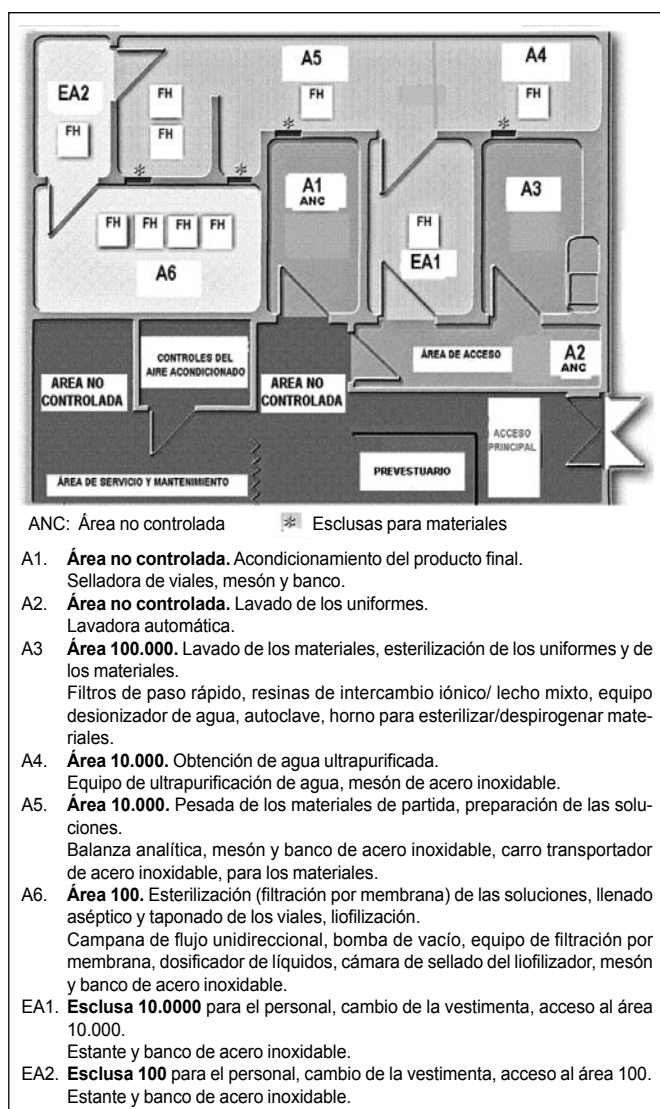 A5
A4
EA2
FH
FH
FH
FH
FH
FH
*
*
*
*
A1
ANC
A3
FH
FH
FH
FH
FH
EA1
A6
CONTROLES DEL
AIRE ACONDICIONADO
ÁREA DE ACCESO
A2
ANC
AREA NO
CONTROLADA
AREA NO
CONTROLADA
ACCESO
PRINCIPAL
PREVESTUARIO
ÁREA DE SERVICIO Y MANTENIMIENTO
ANC: Área no controlada * Esclusas para materiales
A1. Área no controlada. Acondicionamiento del producto final.
Selladora de viales, mesón y banco.
A2. Área no controlada. Lavado de los uniformes.
Lavadora automática.
A3 Área 100.000. Lavado de los materiales, esterilización de los uniformes y de
los materiales.
Filtros de paso rápido, resinas de intercambio iónico/ lecho mixto, equipo
desionizador de agua, autoclave, horno para esterilizar/despirogenar mate-
riales.
A4. Área 10.000. Obtención de agua ultrapurificada.
Equipo de ultrapurificación de agua, mesón de acero inoxidable.
A5. Área 10.000. Pesada de los materiales de partida, preparación de las solu-
ciones.
Balanza analítica, mesón y banco de acero inoxidable, carro transportador
de acero inoxidable, para los materiales.
A6. Área 100. Esterilización (filtración por membrana) de las soluciones, llenado
aséptico y taponado de los viales, liofilización.
Campana de flujo unidireccional, bomba de vacío, equipo de filtración por
membrana, dosificador de líquidos, cámara de sellado del liofilizador, mesón
y banco de acero inoxidable.
EA1. Esclusa 10.0000 para el personal, cambio de la vestimenta, acceso al área
10.000.
Estante y banco de acero inoxidable.
EA2. Esclusa 100 para el personal, cambio de la vestimenta, acceso al área 100.
Estante y banco de acero inoxidable.